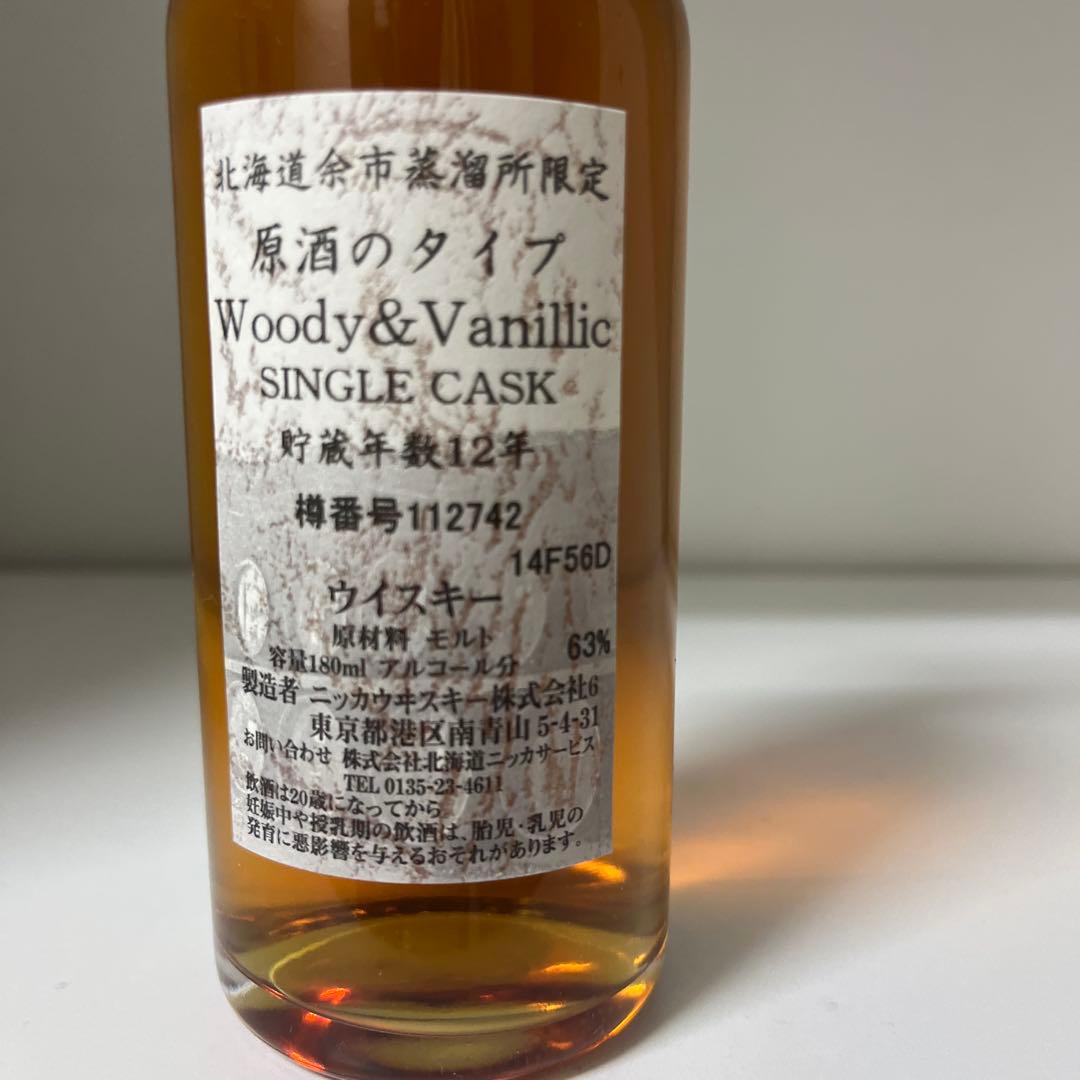 北海道余市蒸溜所限定
原酒のタイプ
Woody&Vanillic
SINGLE CASK
貯蔵年数12年
樽番号112742
14F56D
ウイスキー
原材料 モルト
容量180ml アルコール分 63%
製造者 ニッカウヰスキー株式会社6
東京都港区南青山5-4-31
お問い合わせ 株式会社北海道ニッカサービス
TEL 0135-23-4611
飲酒は20歳になってから
妊娠中や授乳期の飲酒は、胎児・乳児の
発育に悪影響を与えるおそれがあります。